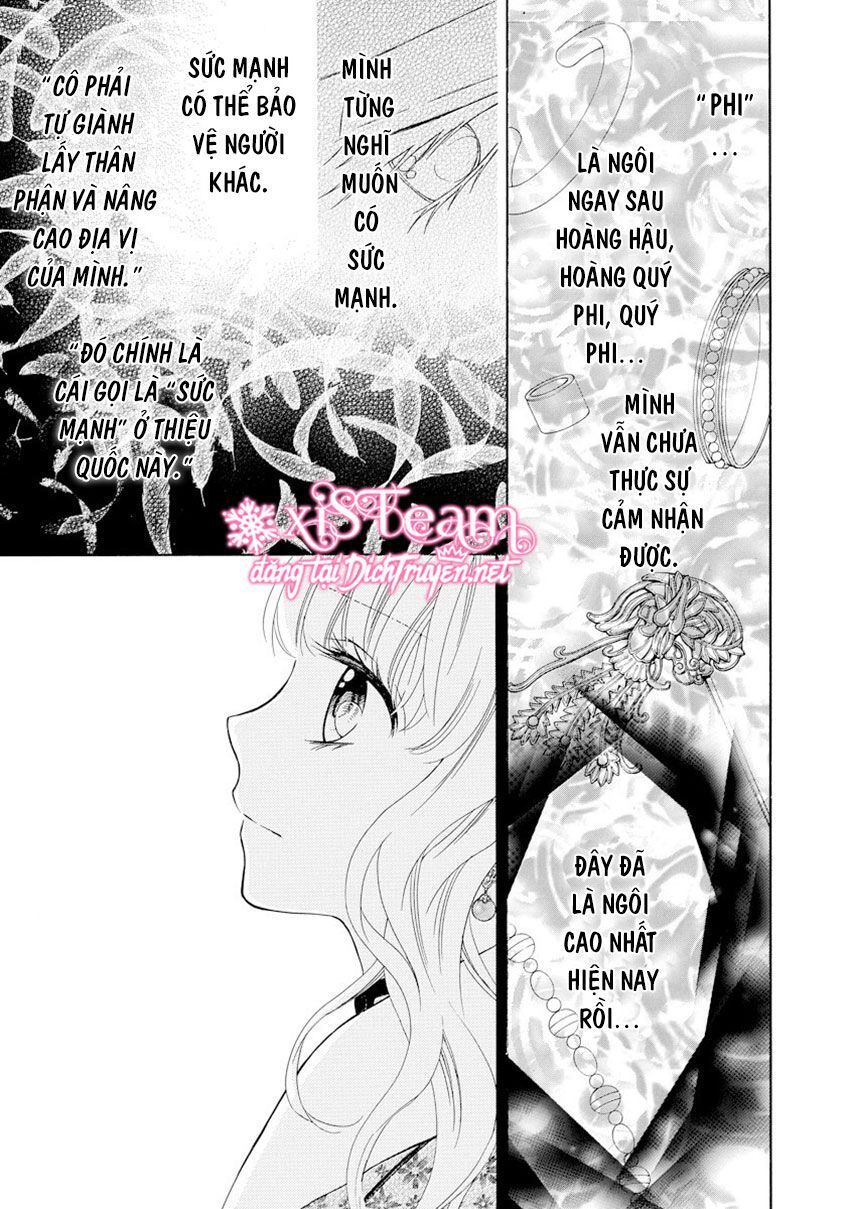 “PHI”
...
LÀ NGÔI
NGAY SAU
HOÀNG HẬU,
HOÀNG QUÝ
PHI, QUÝ
PHI...
MÌNH
VẪN CHƯA
THỰC SỰ
CẢM NHẬN
ĐƯỢC.
ĐÂY ĐÃ
LÀ NGÔI
CAO NHẤT
HIỆN NAY
RỒI...
MÌNH
TỪNG
NGHĨ
MUỐN
CÓ
SỨC
MẠNH.
SỨC MẠNH
CÓ THỂ BẢO
VỆ NGƯỜI
KHÁC.
“CÔ PHẢI
TỰ GIÀNH
LẤY THÂN
PHẬN VÀ NÂNG
CAO ĐỊA VỊ
CỦA MÌNH.”
“ĐÓ CHÍNH LÀ
CÁI GỌI LÀ “SỨC
MẠNH” Ở THIỆU
QUỐC NÀY.”
xiSTeam
đăng tại DichTruyen.net